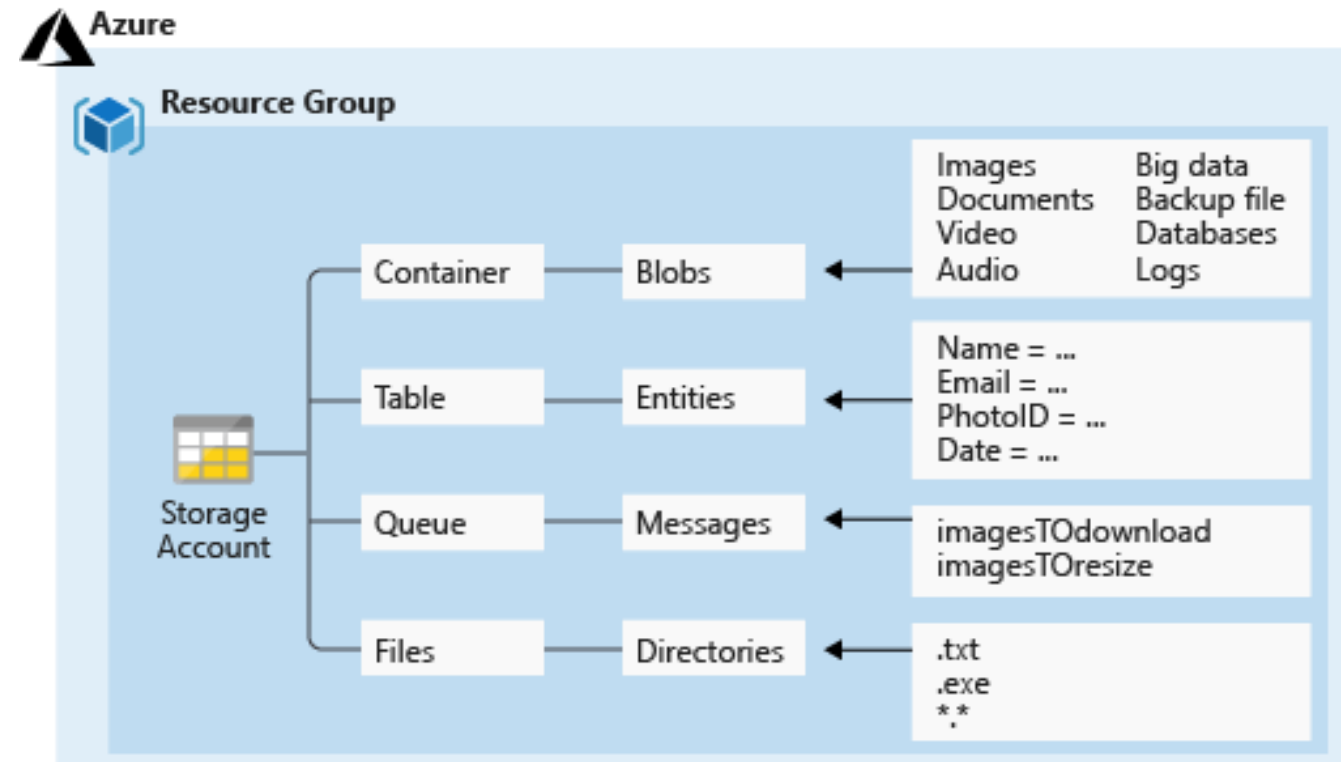 Azure
Resource Group
Images
Documents
Video
Audio
Big data
Backup file
Databases
Logs
Container
Blobs
Name = ...
Email = ...
PhotoID = ...
Date = ...
Table
Entities
Storage
Account
Queue
Messages
imagesTOdownload
imagesTOresize
Files
Directories
.txt
.exe
*.*